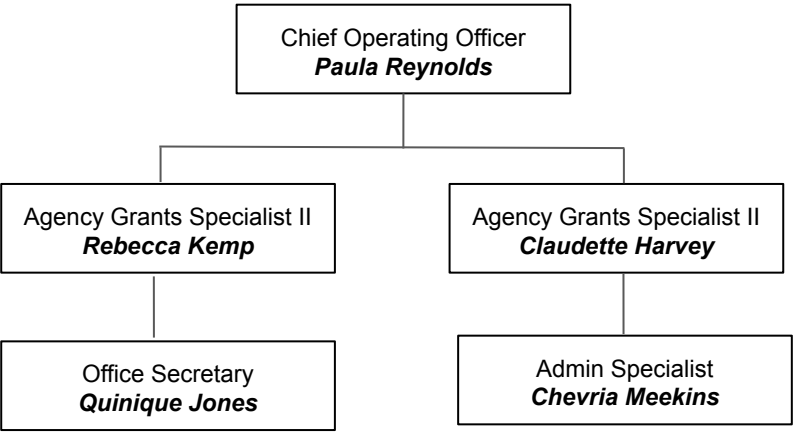 Chief Operating Officer
Paula Reynolds
Agency Grants Specialist II
Rebecca Kemp
Agency Grants Specialist II
Claudette Harvey
Office Secretary
Quinique Jones
Admin Specialist
Chevria Meekins